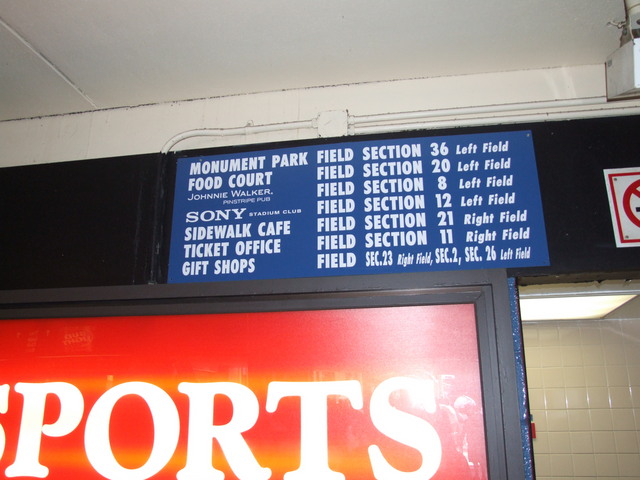 MONUMENT PARK FIELD SECTION 36 Left Field
FOOD COURT FIELD SECTION 20 Left Field
JOHNNIE WALKER, PINSTRIPE PUB FIELD SECTION 8 Left Field
SONY STADIUM CLUB FIELD SECTION 12 Left Field
SIDEWALK CAFE FIELD SECTION 21 Right Field
TICKET OFFICE FIELD SECTION 11 Right Field
GIFT SHOPS FIELD SEC.23 Right Field, SEC.2, SEC. 26 Left Field
SPORTS